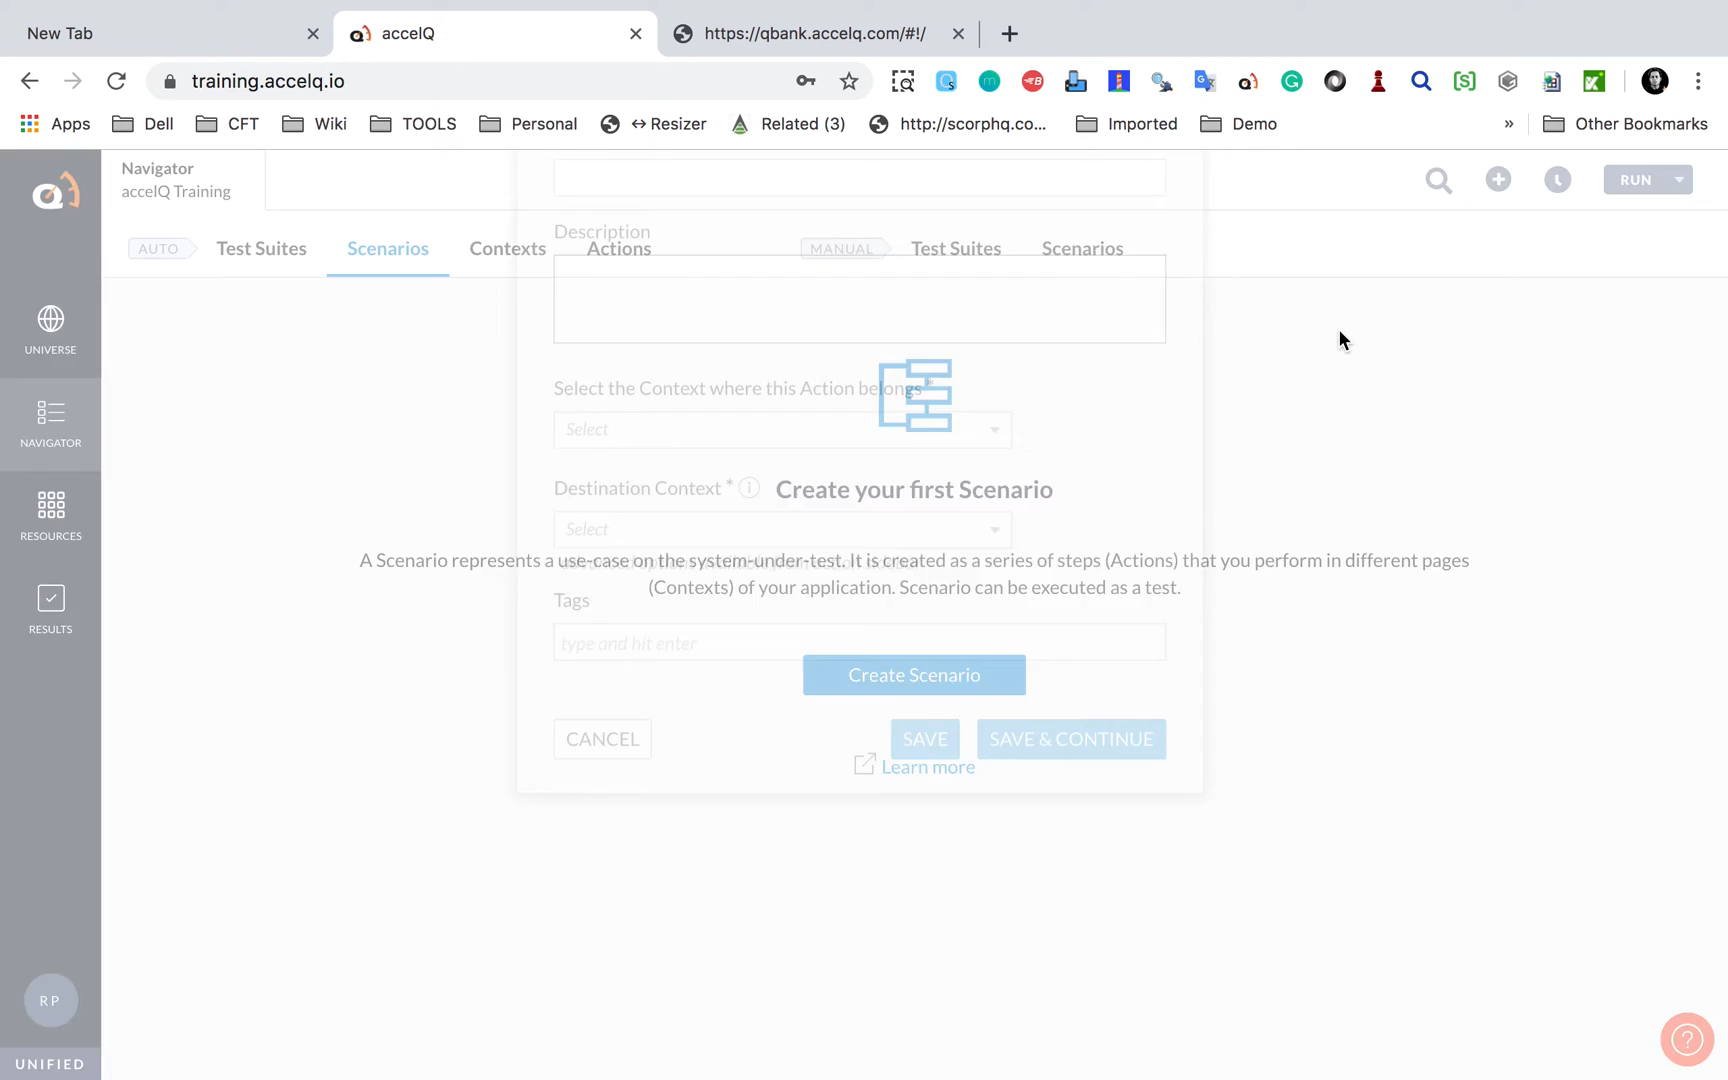 New Tab
accelQ
https://qbank.accelq.com/#!/
training.accelq.io
Apps
Dell
CFT
Wiki
TOOLS
Personal
<->Resizer
Related (3)
http://scorphq.co...
Imported
Demo
»
Other Bookmarks
Navigator
accelQ Training
RUN
AUTO
Test Suites
Scenarios
Contexts
Actions
MANUAL
Test Suites
Scenarios
Description
Select the Context where this Action belongs *
Select
Destination Context *
Create your first Scenario
Select
A Scenario represents a use-case on the system-under-test. It is created as a series of steps (Actions) that you perform in different pages
(Contexts) of your application. Scenario can be executed as a test.
Tags
type and hit enter
Create Scenario
CANCEL
SAVE
SAVE & CONTINUE
Learn more
UNIVERSE
NAVIGATOR
RESOURCES
RESULTS
RP
UNIFIED